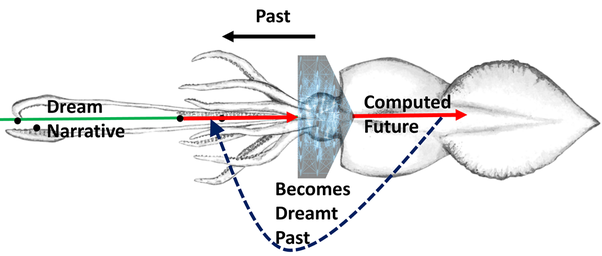 Past
Dream
Narrative
Computed
Future
Becomes
Dreamt
Past